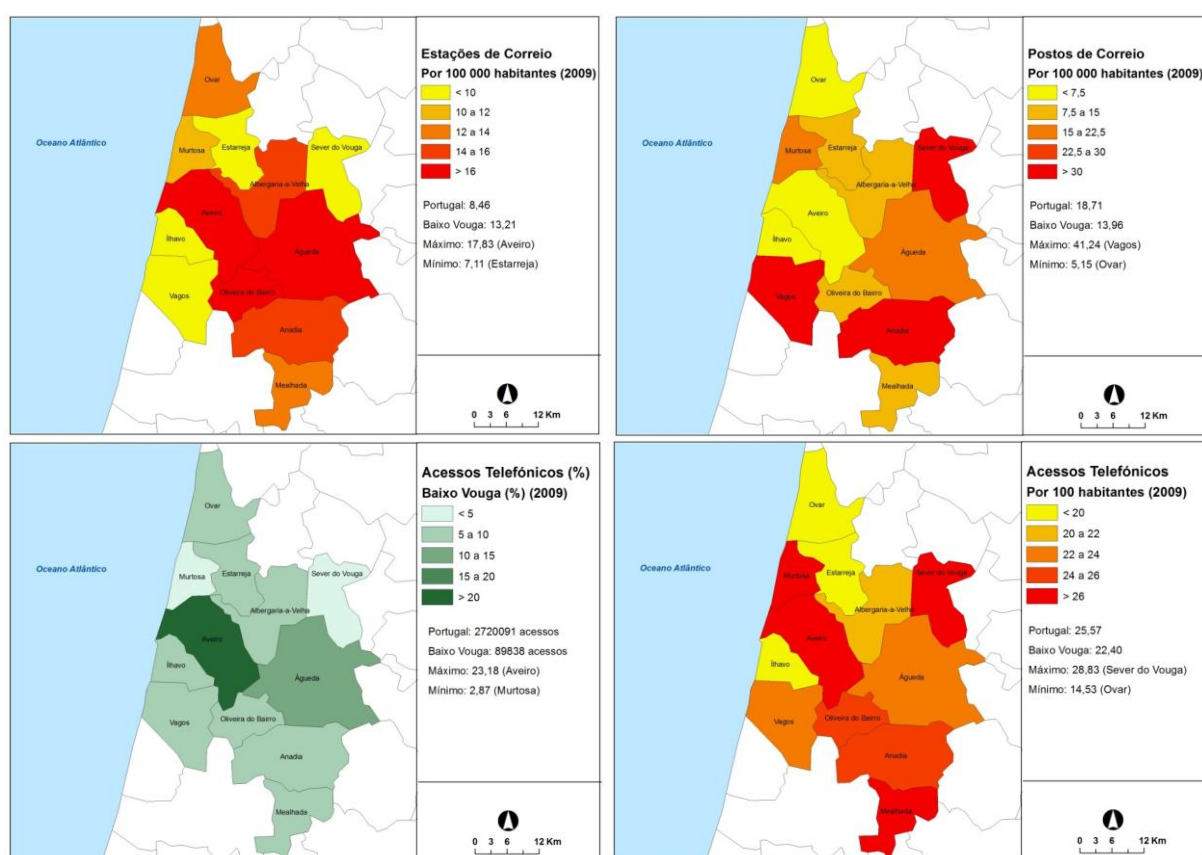 Estações de Correio
Por 100 000 habitantes (2009)
< 10
10 a 12
12 a 14
14 a 16
> 16
Portugal: 8,46
Baixo Vouga: 13,21
Máximo: 17,83 (Aveiro)
Mínimo: 7,11 (Estarreja)
0 3 6 12 Km
Oceano Atlântico
Ovar
Murtosa
Estarreja
Sever do Vouga
Albergaria-a-Velha
Aveiro
Ílhavo
Águeda
Vagos
Oliveira do Bairro
Anadia
Mealhada
Postos de Correio
Por 100 000 habitantes (2009)
< 7,5
7,5 a 15
15 a 22,5
22,5 a 30
> 30
Portugal: 18,71
Baixo Vouga: 13,96
Máximo: 41,24 (Vagos)
Mínimo: 5,15 (Ovar)
0 3 6 12 Km
Oceano Atlântico
Ovar
Murtosa
Estarreja
Sever do Vouga
Albergaria-a-Velha
Aveiro
Ílhavo
Águeda
Vagos
Oliveira do Bairro
Anadia
Mealhada
Acessos Telefónicos (%)
Baixo Vouga (%) (2009)
< 5
5 a 10
10 a 15
15 a 20
> 20
Portugal: 2720091 acessos
Baixo Vouga: 89838 acessos
Máximo: 23,18 (Aveiro)
Mínimo: 2,87 (Murtosa)
0 3 6 12 Km
Oceano Atlântico
Ovar
Murtosa
Estarreja
Sever do Vouga
Albergaria-a-Velha
Aveiro
Ílhavo
Águeda
Vagos
Oliveira do Bairro
Anadia
Mealhada
Acessos Telefónicos
Por 100 habitantes (2009)
< 20
20 a 22
22 a 24
24 a 26
> 26
Portugal: 25,57
Baixo Vouga: 22,40
Máximo: 28,83 (Sever do Vouga)
Mínimo: 14,53 (Ovar)
0 3 6 12 Km
Oceano Atlântico
Ovar
Murtosa
Estarreja
Sever do Vouga
Albergaria-a-Velha
Aveiro
Ílhavo
Águeda
Vagos
Oliveira do Bairro
Anadia
Mealhada